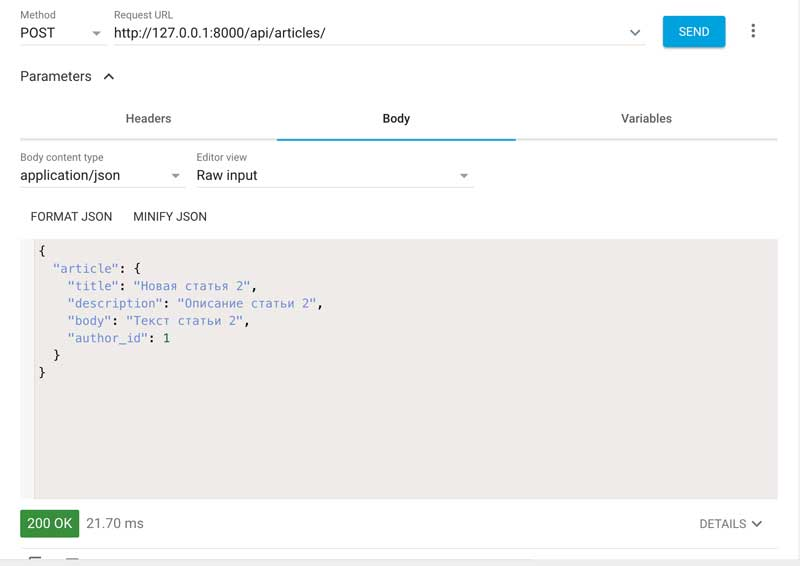 Method
Request URL
POST
http://127.0.0.1:8000/api/articles/
SEND
Parameters
Headers
Body
Variables
Body content type
Editor view
application/json
Raw input
FORMAT JSON
MINIFY JSON
{
"article": {
"title": "Новая статья 2",
"description": "Описание статьи 2",
"body": "Текст статьи 2",
"author_id": 1
}
}
200 OK
21.70 ms
DETAILS